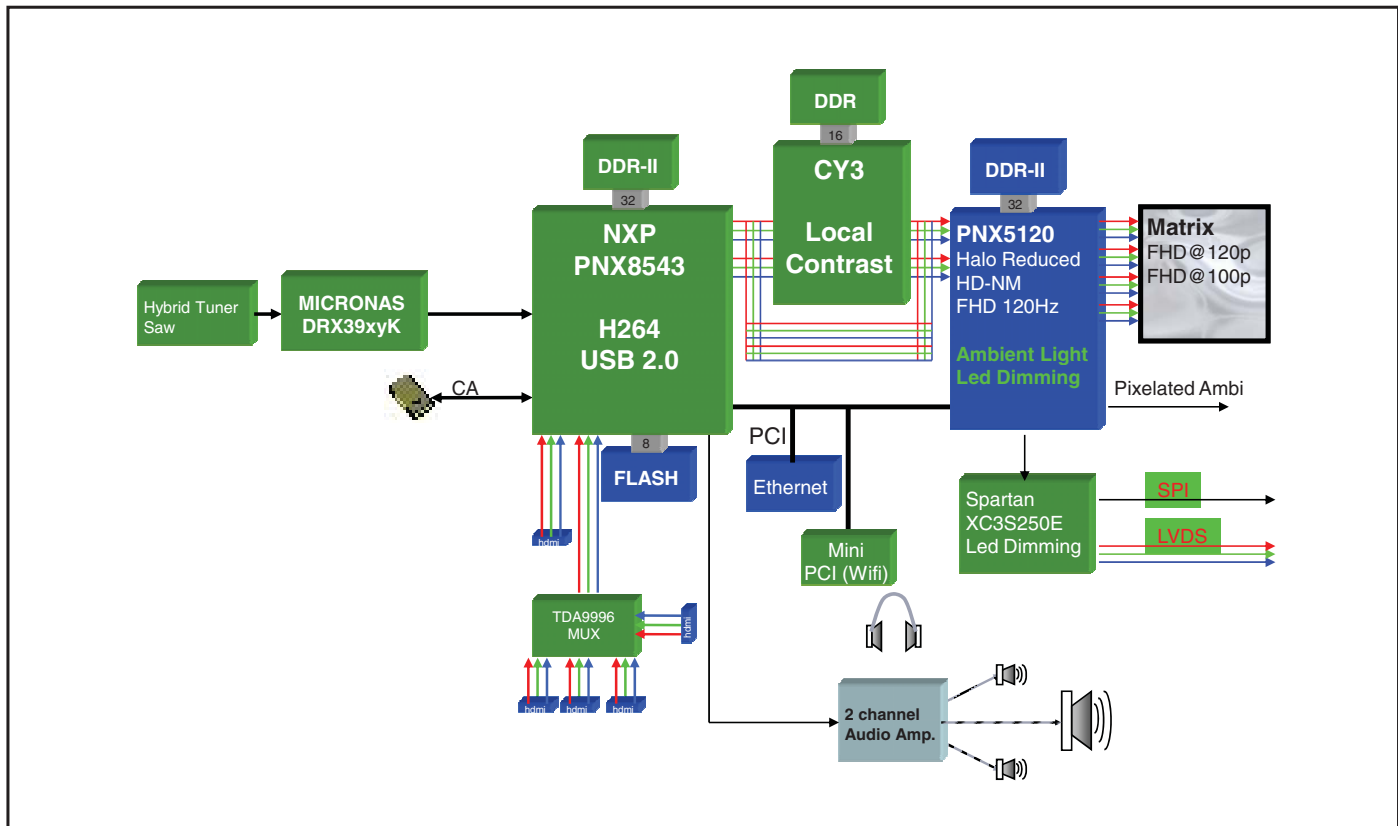 DDR
16
DDR-II
32
CY3
Local
Contrast
DDR-II
32
NXP
PNX8543
H264
USB 2.0
PNX5120
Halo Reduced
HD-NM
FHD 120Hz
Ambient Light
Led Dimming
Matrix
FHD@120p
FHD@100p
Hybrid Tuner
Saw
MICRONAS
DRX39xyK
CA
Pixelated Ambi
8
FLASH
PCI
Ethernet
Spartan
XC3S250E
Led Dimming
SPI
LVDS
hdmi
Mini
PCI (Wifi)
TDA9996
MUX
hdmi
hdmi
hdmi
hdmi
2 channel
Audio Amp.